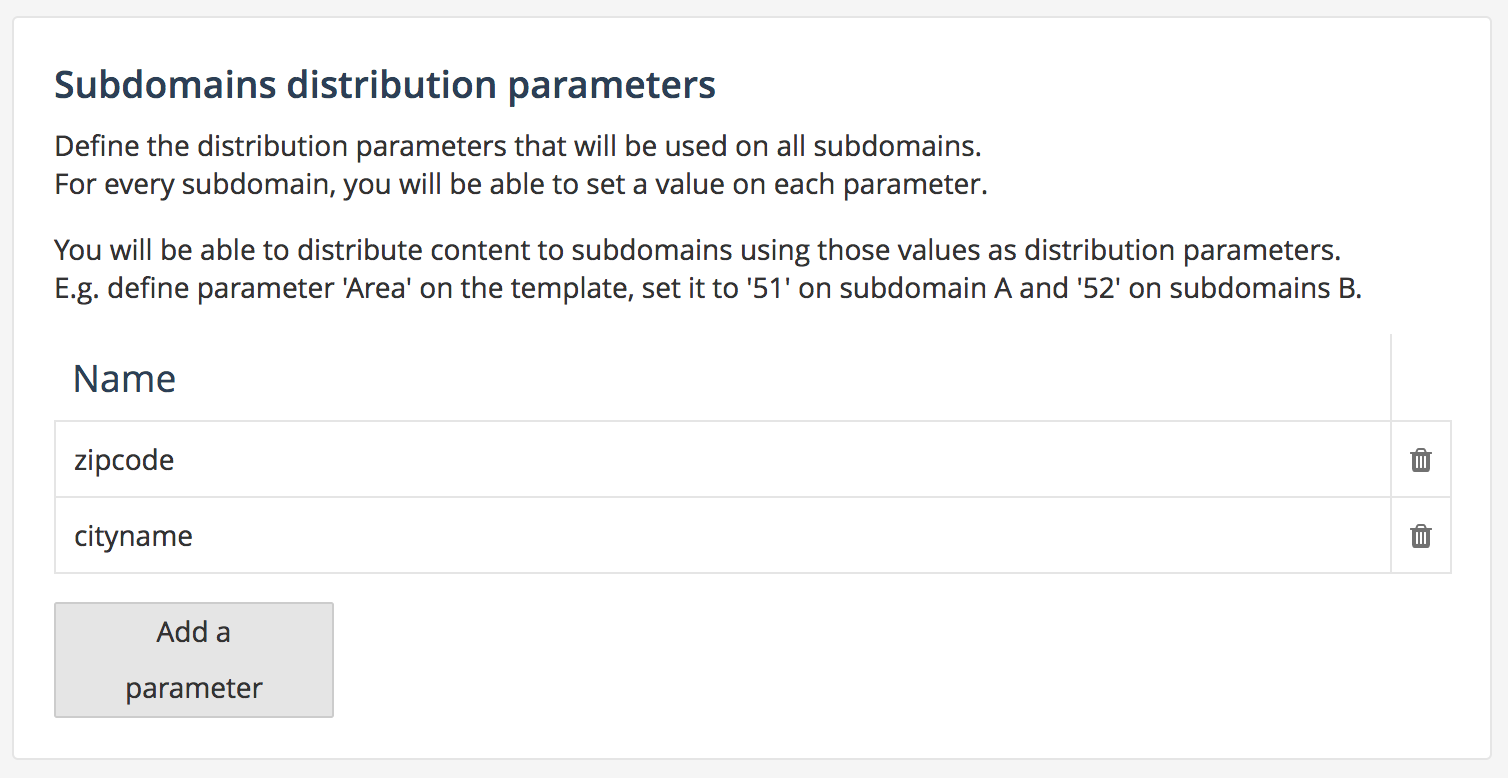 Subdomains distribution parameters
Define the distribution parameters that will be used on all subdomains.
For every subdomain, you will be able to set a value on each parameter.
You will be able to distribute content to subdomains using those values as distribution parameters.
E.g. define parameter 'Area' on the template, set it to '51' on subdomain A and '52' on subdomains B.
Name
zipcode
cityname
Add a
parameter